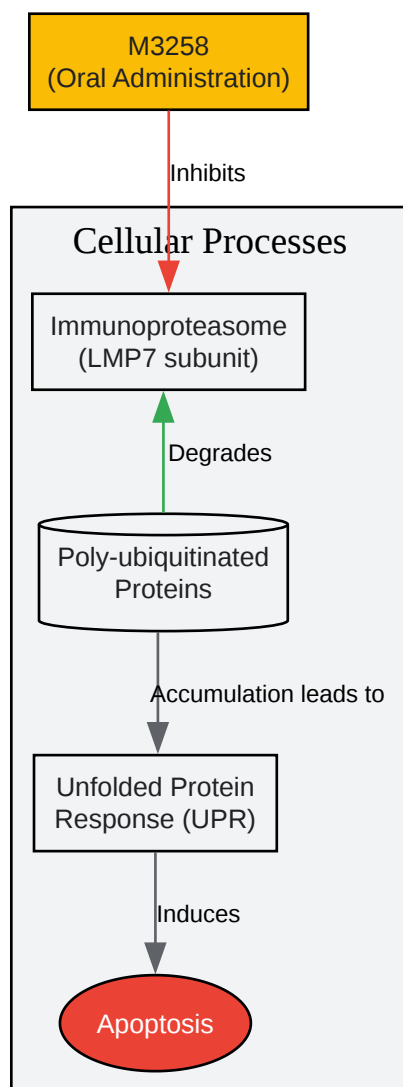 M3258
(Oral Administration)
Inhibits
Cellular Processes
Immunoproteasome
(LMP7 subunit)
Degrades
Poly-ubiquitinated
Proteins
Accumulation leads to
Unfolded Protein
Response (UPR)
Induces
Apoptosis